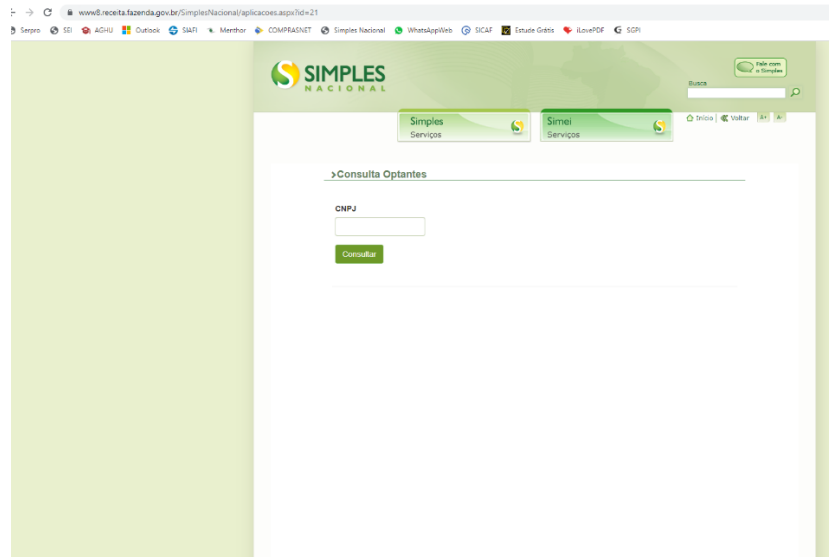 www8.receita.fazenda.gov.br/SimplesNacional/aplicacoes.aspx?id=21
Serpro SEI AGHU Outlook SIAFI Menthor COMPRASNET Simples Nacional WhatsAppWeb SICAF Estude Grátis iLovePDF SGPI
SIMPLES
NACIONAL
Fale com
o Simples
Busca
Simples
Serviços
Simei
Serviços
Início | Voltar A+ A-
Consulta Optantes
CNPJ
Consultar